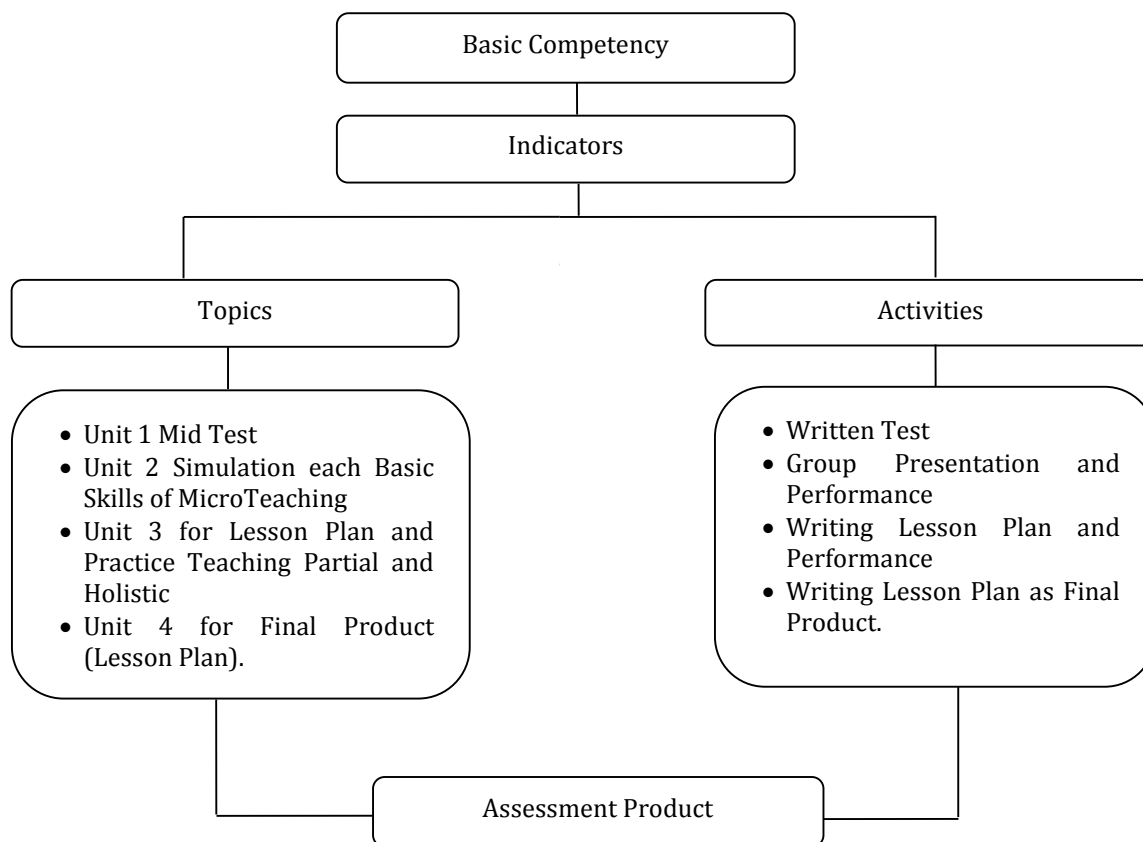 Basic Competency
Indicators
Topics
Activities
• Unit 1 Mid Test
• Unit 2 Simulation each Basic
Skills of MicroTeaching
• Unit 3 for Lesson Plan and
Practice Teaching Partial and
Holistic
• Unit 4 for Final Product
(Lesson Plan).
• Written Test
• Group Presentation and
Performance
• Writing Lesson Plan and
Performance
• Writing Lesson Plan as Final
Product.
Assessment Product